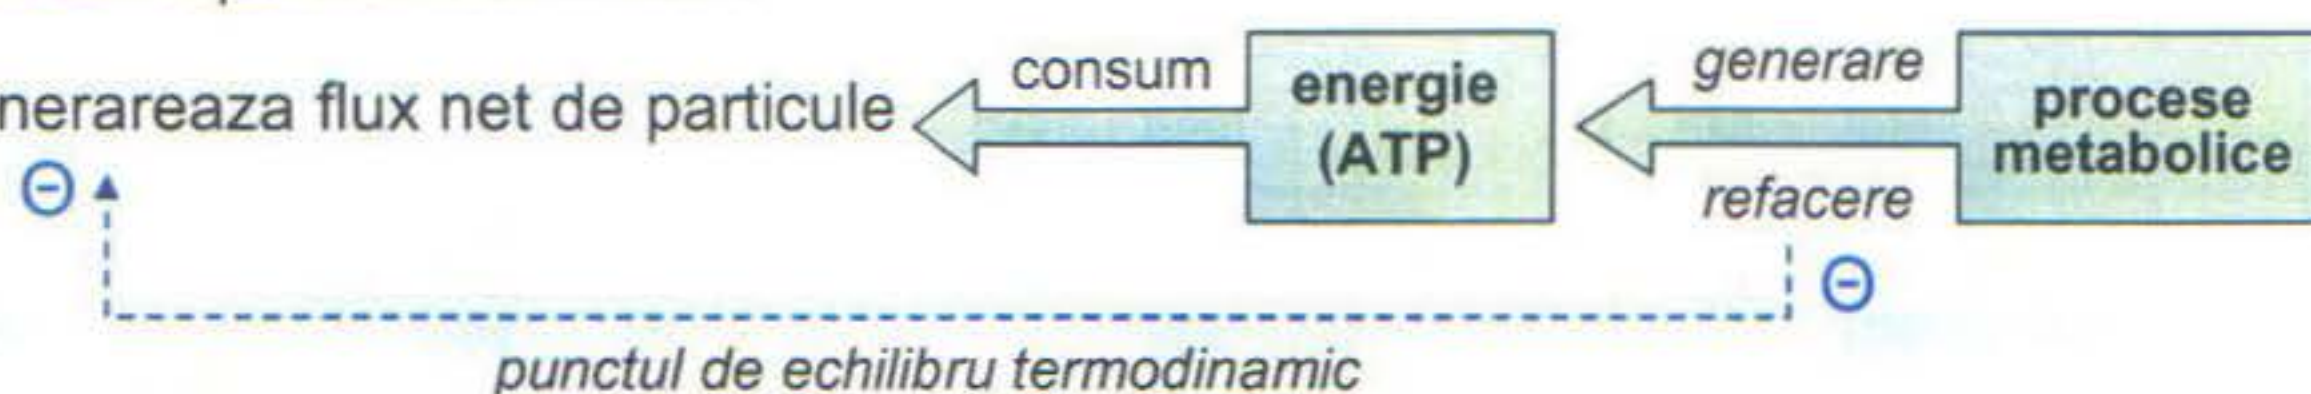 nerareaza flux net de particule
consum
energie
(ATP)
generare
refacere
procese
metabolice
⊖
⊖
punctul de echilibru termodinamic